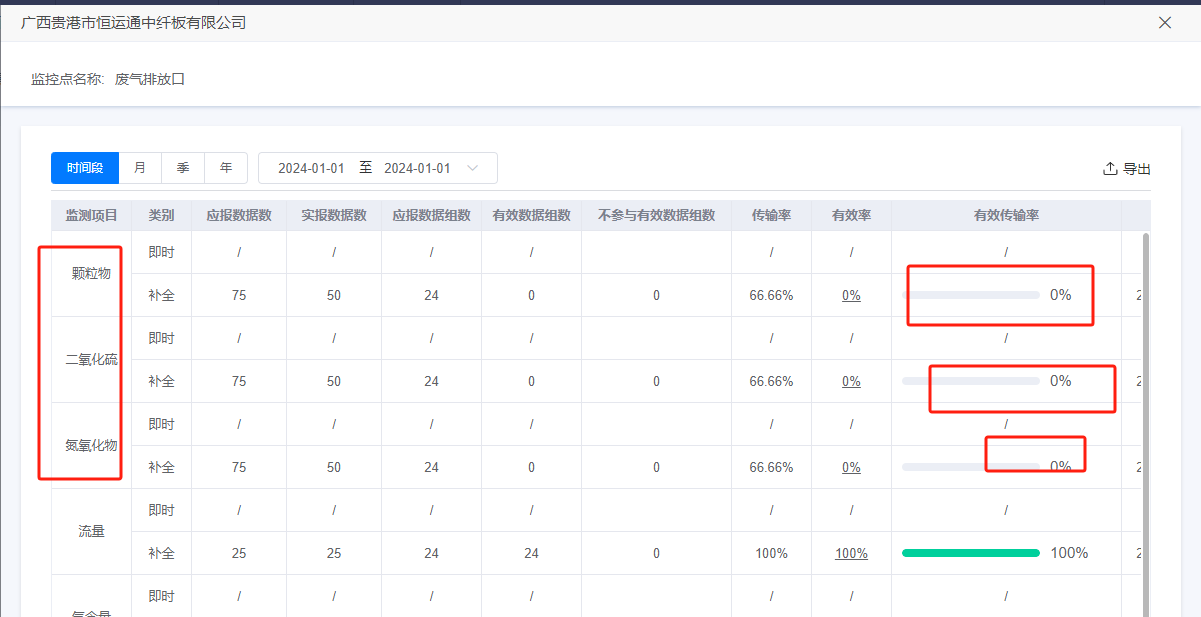 广西贵港市恒运通中纤板有限公司
监控点名称: 废气排放口
时间段 月 季 年 2024-01-01 至 2024-01-01 导出
监测项目 类别 应报数据数 实报数据数 应报数据组数 有效数据组数 不参与有效数据组数 传输率 有效率 有效传输率
颗粒物
即时 / / / / / / /
补全 75 50 24 0 0 66.66% 0% 0% 2
二氧化硫
即时 / / / / / / /
补全 75 50 24 0 0 66.66% 0% 0% 2
氮氧化物
即时 / / / / / / /
补全 75 50 24 0 0 66.66% 0% 0% 2
流量
即时 / / / / / / /
补全 25 25 24 24 0 100% 100% 100% 2
即时 / / / / / / /